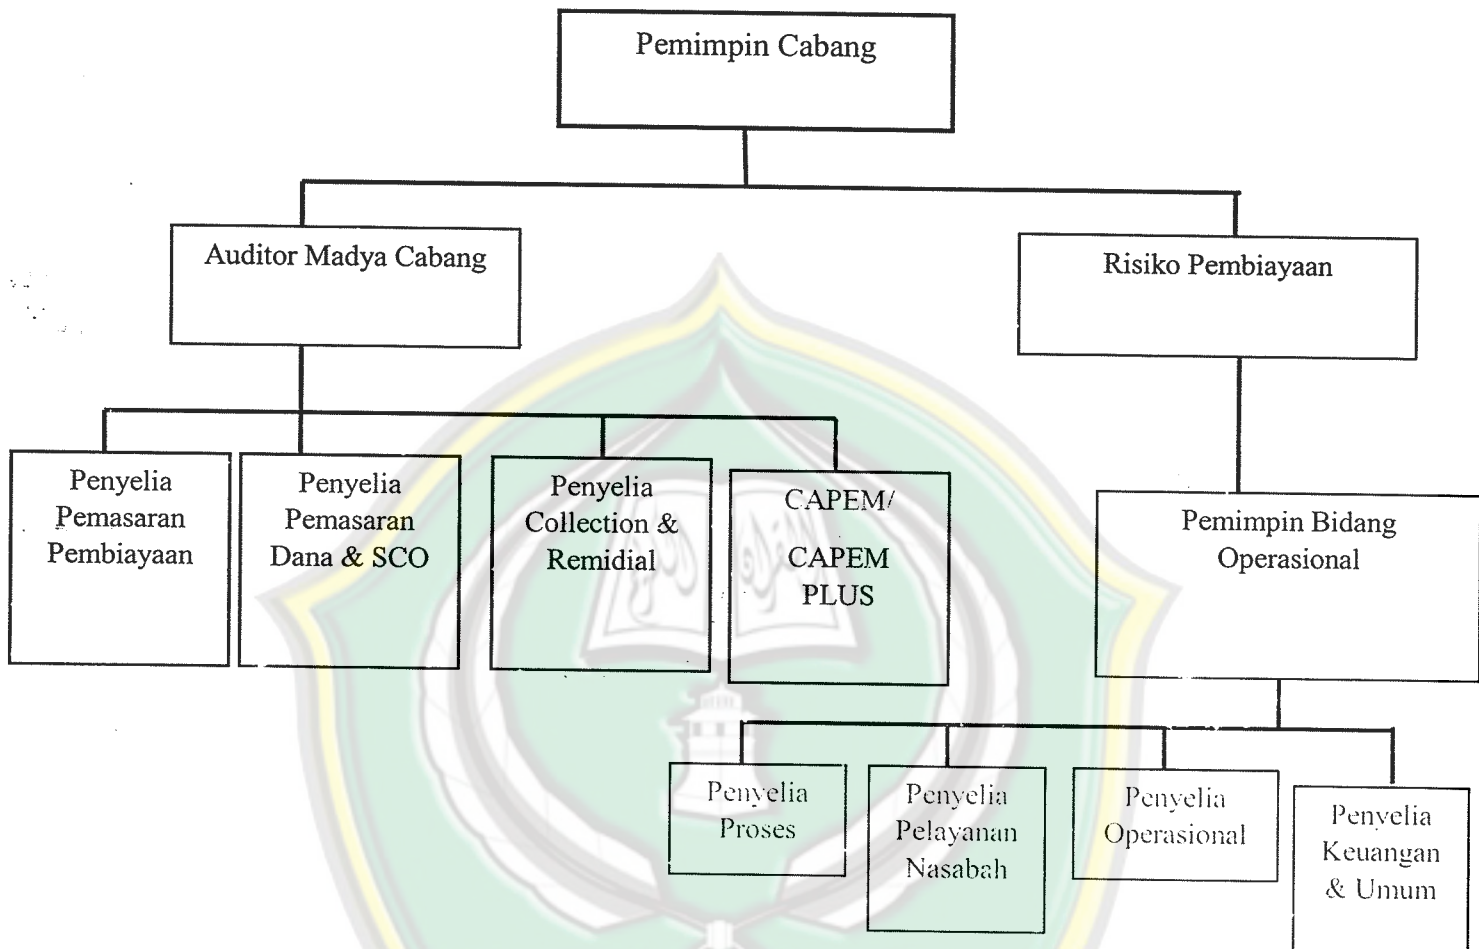 Pemimpin Cabang
Auditor Madya Cabang
Risiko Pembiayaan
Penyelia
Pemasaran
Pembiayaan
Penyelia
Pemasaran
Dana & SCO
Penyelia
Collection &
Remidial
CAPEM/
CAPEM
PLUS
Pemimpin Bidang
Operasional
Penyelia
Proses
Penyelia
Pelayanan
Nasabah
Penyelia
Operasional
Penyelia
Keuangan
& Umum